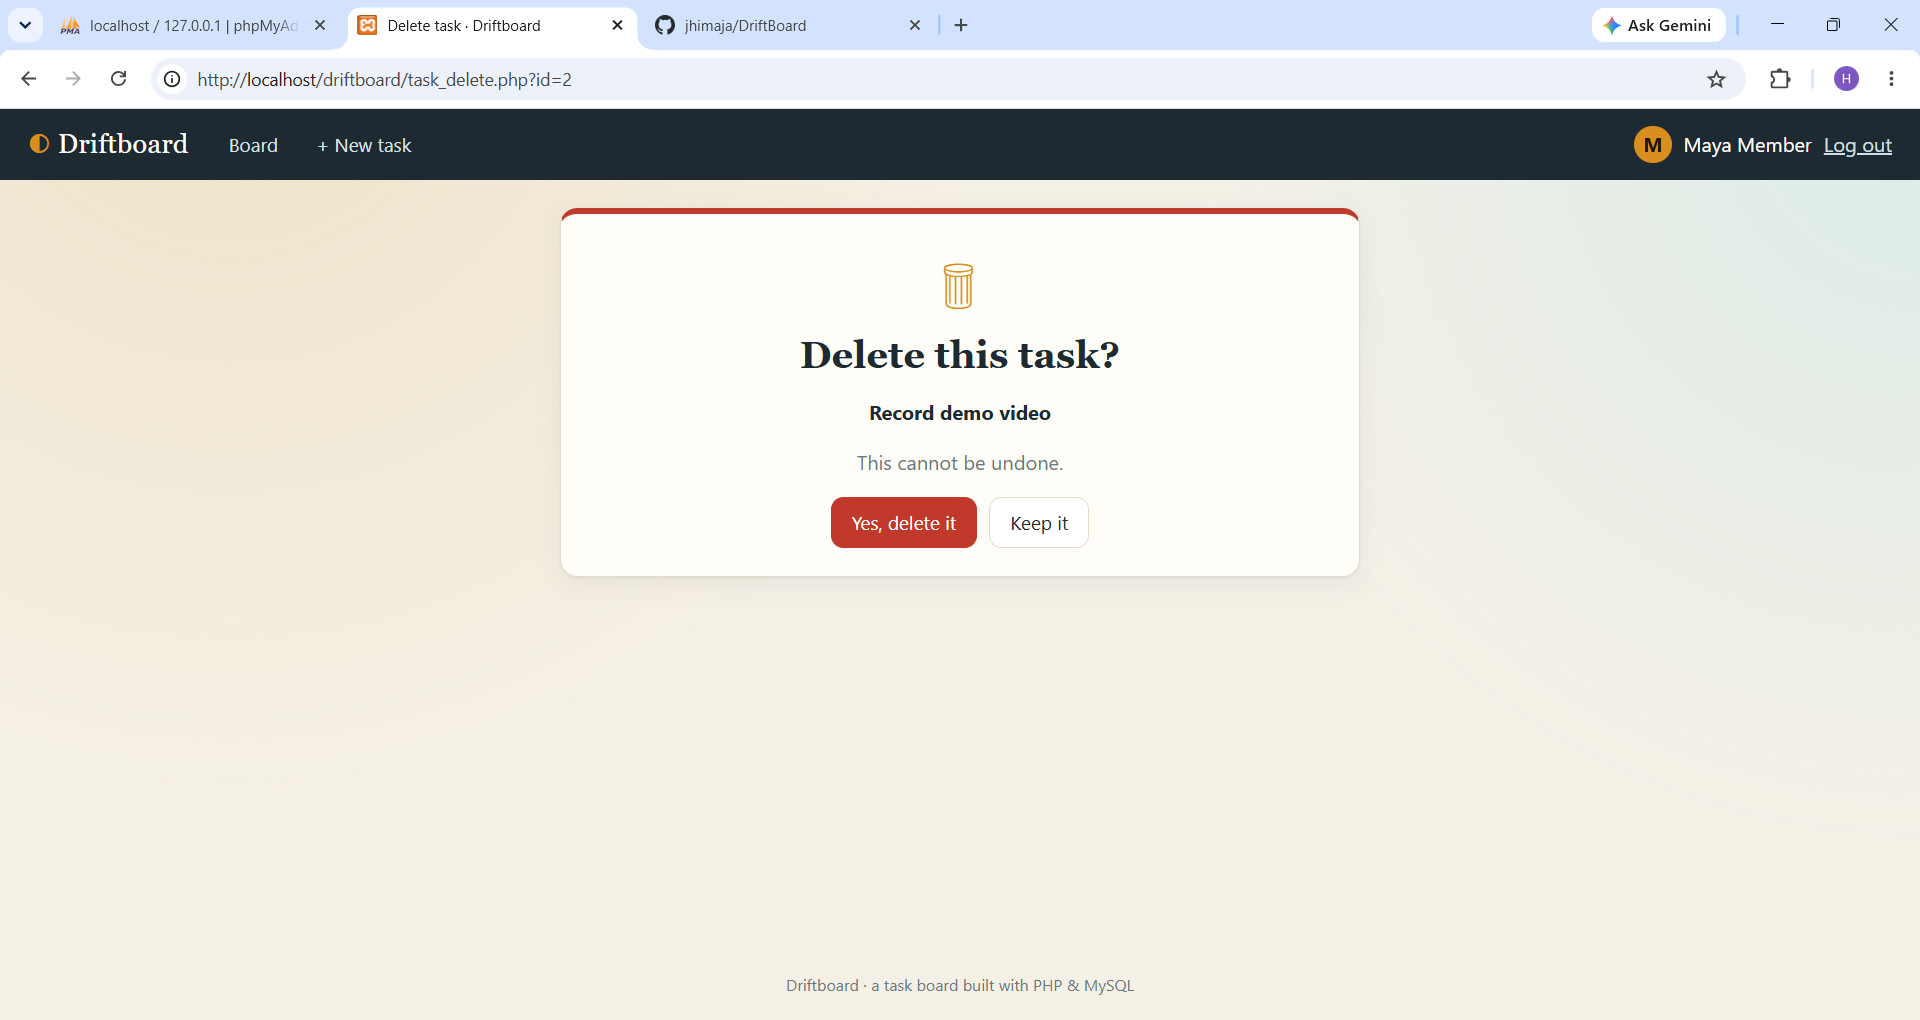 localhost / 127.0.0.1 | phpMyAd
Delete task · Driftboard
jhimaja/DriftBoard
Ask Gemini
http://localhost/driftboard/task_delete.php?id=2
H
Driftboard
Board
+ New task
M
Maya Member
Log out
Delete this task?
Record demo video
This cannot be undone.
Yes, delete it
Keep it
Driftboard · a task board built with PHP & MySQL